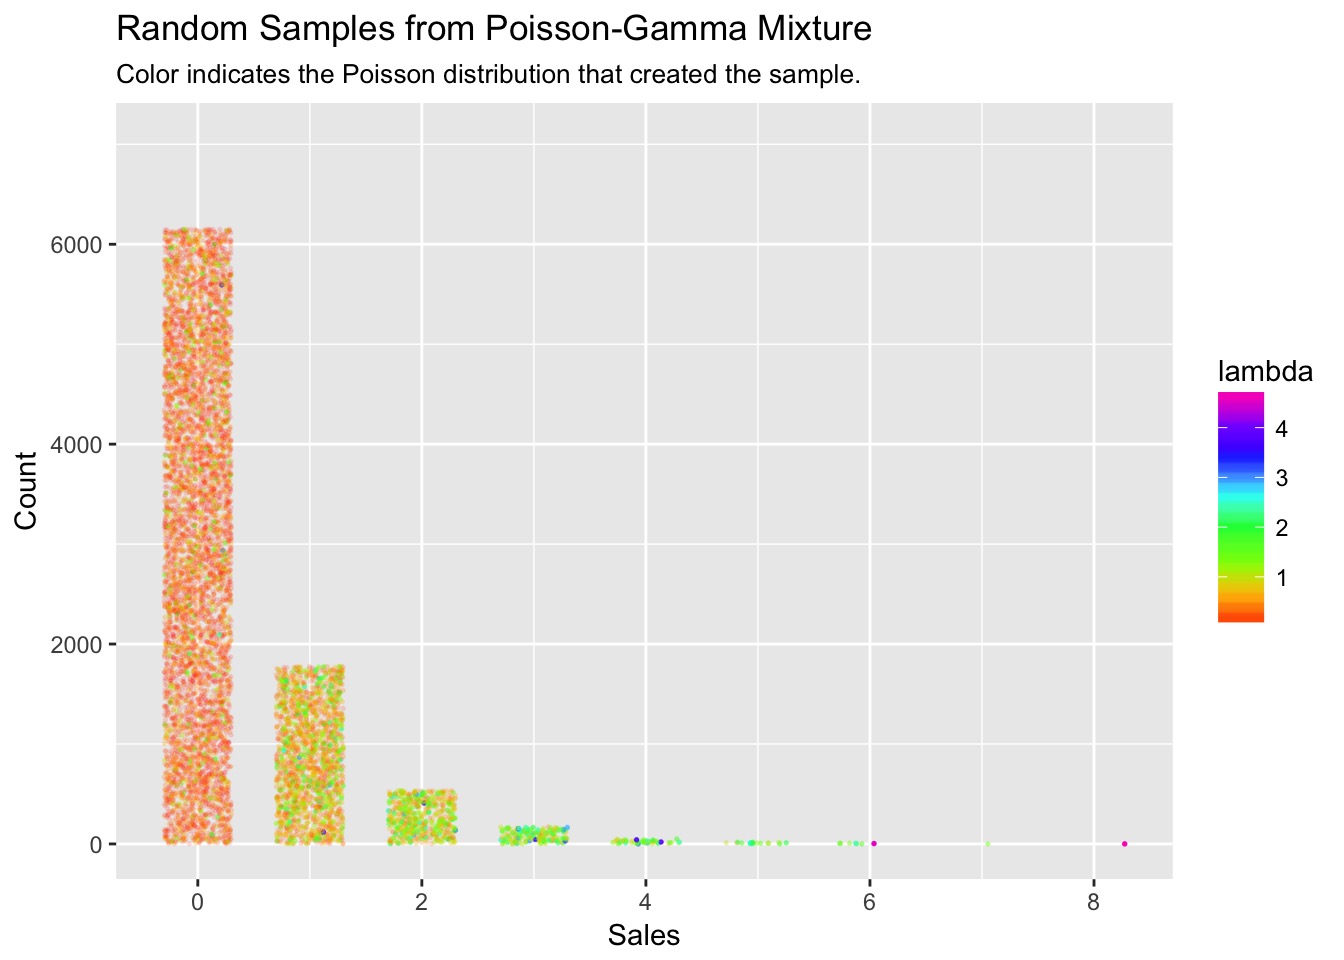 Random Samples from Poisson-Gamma Mixture
Color indicates the Poisson distribution that created the sample.
6000
4000
2000
0
Count
0 2 4 6 8
Sales
lambda
4
3
2
1